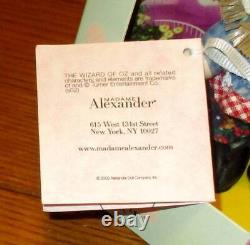 THE WIZARD OF OZ and all related
characters and elements are trademarks
of and © Turner Entertainment Co.
(s02)
MADAME
Alexander®
615 West 131st Street
New York, NY 10027
www.madamealexander.com
Alexander Doll Company, Inc.